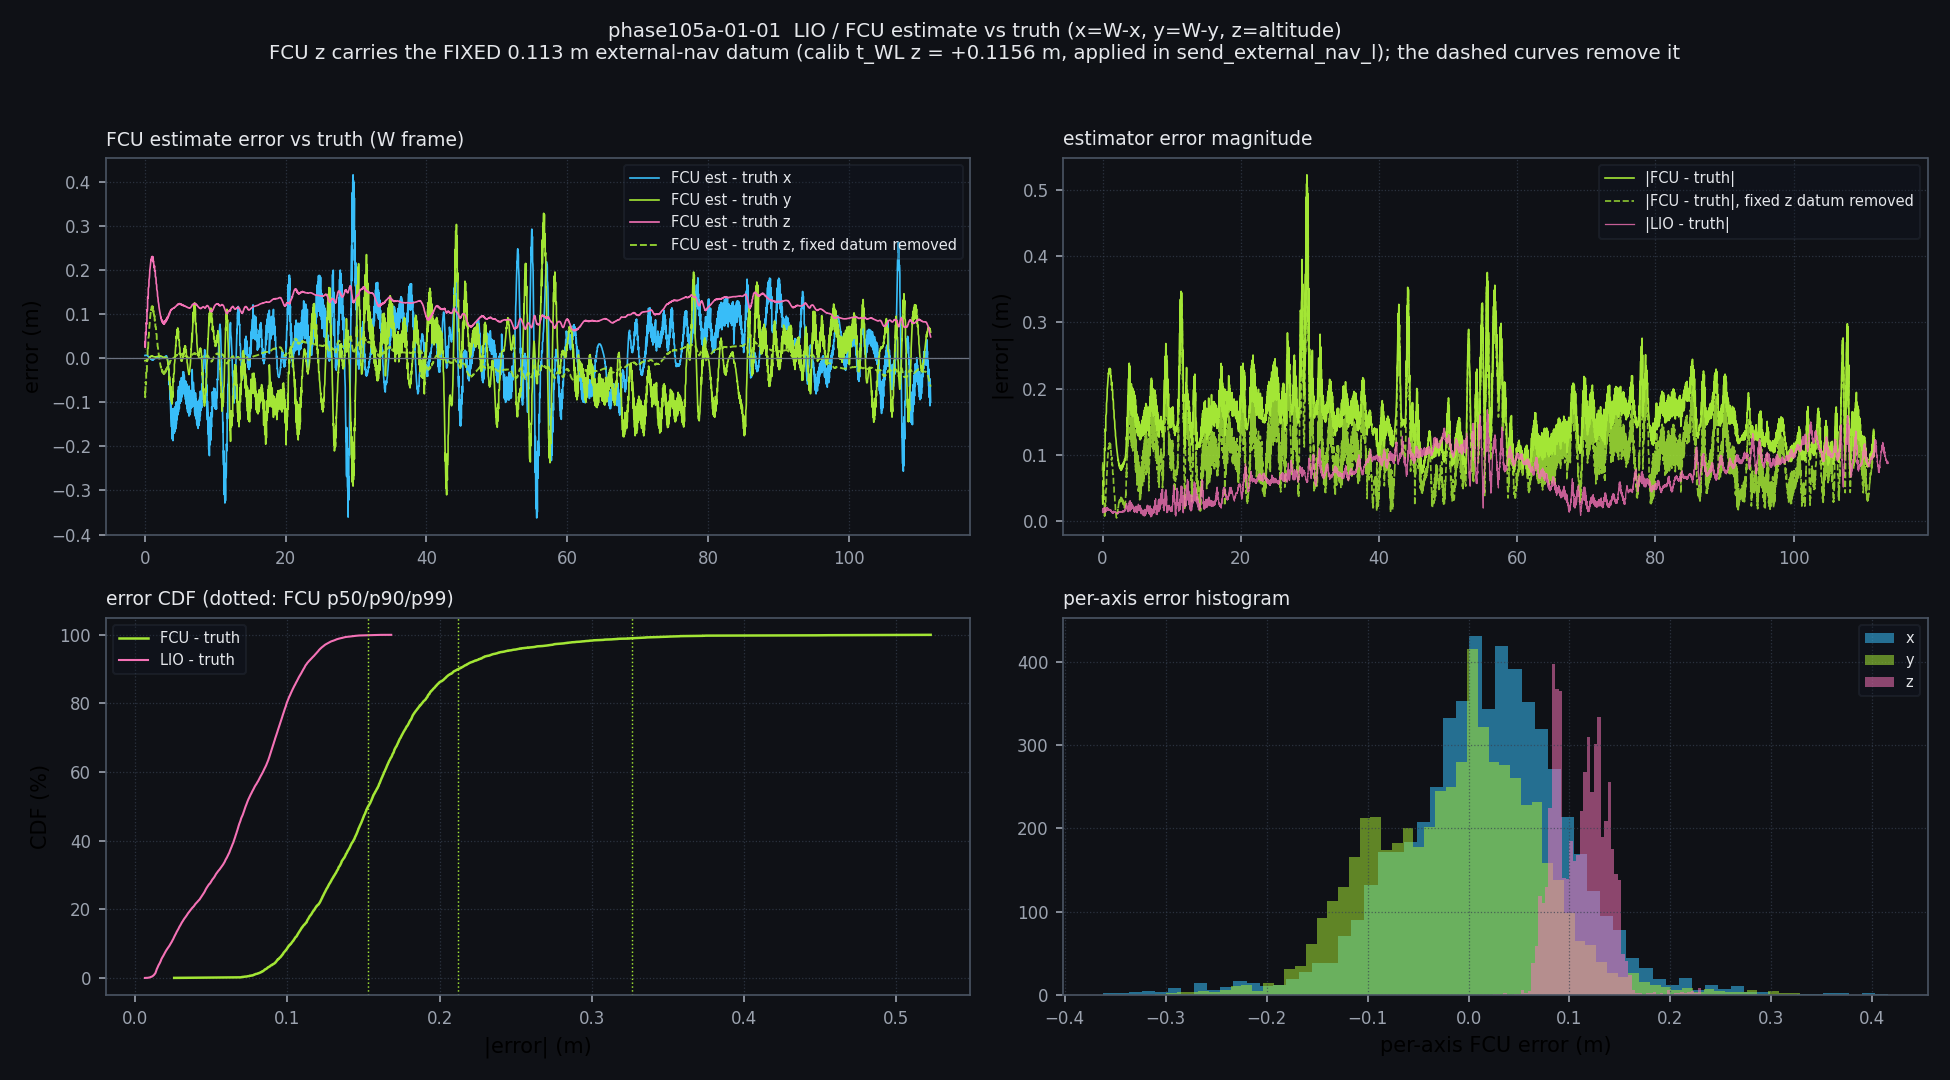 phase105a-01-01  LIO / FCU estimate vs truth (x=W-x, y=W-y, z=altitude)
FCU z carries the FIXED 0.113 m external-nav datum (calib t_WL z = +0.1156 m, applied in send_external_nav_l); the dashed curves remove it
FCU estimate error vs truth (W frame)
error (m)
0.4
0.3
0.2
0.1
0.0
−0.1
−0.2
−0.3
−0.4
0
20
40
60
80
100
FCU est - truth x
FCU est - truth y
FCU est - truth z
FCU est - truth z, fixed datum removed
estimator error magnitude
|error| (m)
0.5
0.4
0.3
0.2
0.1
0.0
0
20
40
60
80
100
|FCU - truth|
|FCU - truth|, fixed z datum removed
|LIO - truth|
error CDF (dotted: FCU p50/p90/p99)
CDF (%)
100
80
60
40
20
0
0.0
0.1
0.2
0.3
0.4
0.5
|error| (m)
FCU - truth
LIO - truth
per-axis error histogram
400
300
200
100
0
−0.4
−0.3
−0.2
−0.1
0.0
0.1
0.2
0.3
0.4
per-axis FCU error (m)
x
y
z